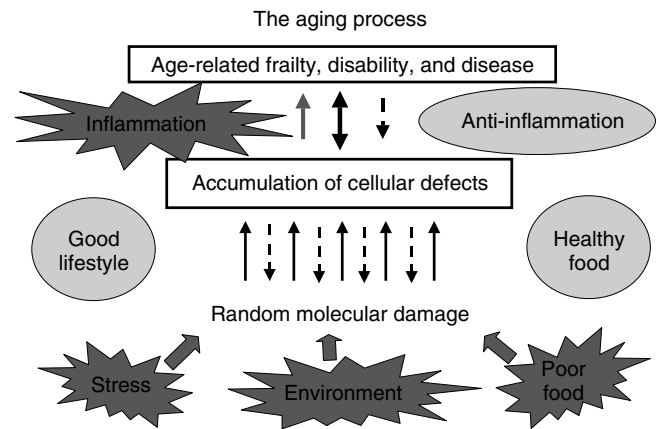 The aging process
Age-related frailty, disability, and disease
Inflammation
Anti-inflammation
Accumulation of cellular defects
Good
lifestyle
Healthy
food
Random molecular damage
Stress
Environment
Poor
food